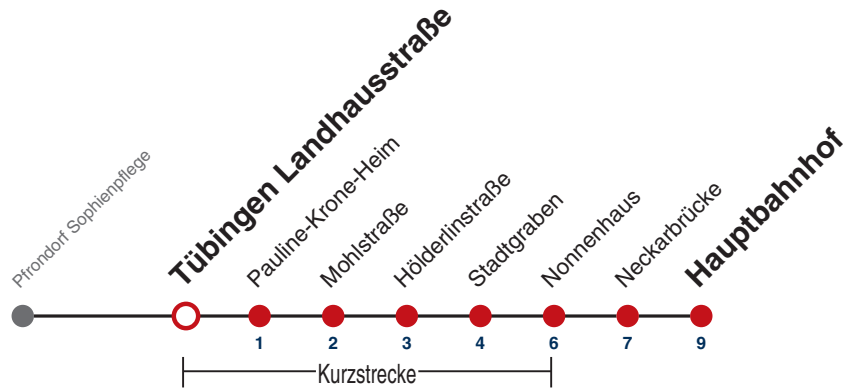 Pfrondorf Sophienpflege
Tübingen Landhausstraße
Pauline-Krone-Heim
Mohlstraße
Hölderlinstraße
Stadtgraben
Nonnenhaus
Neckarbrücke
Hauptbahnhof
1 2 3 4 6 7 9
Kurzstrecke